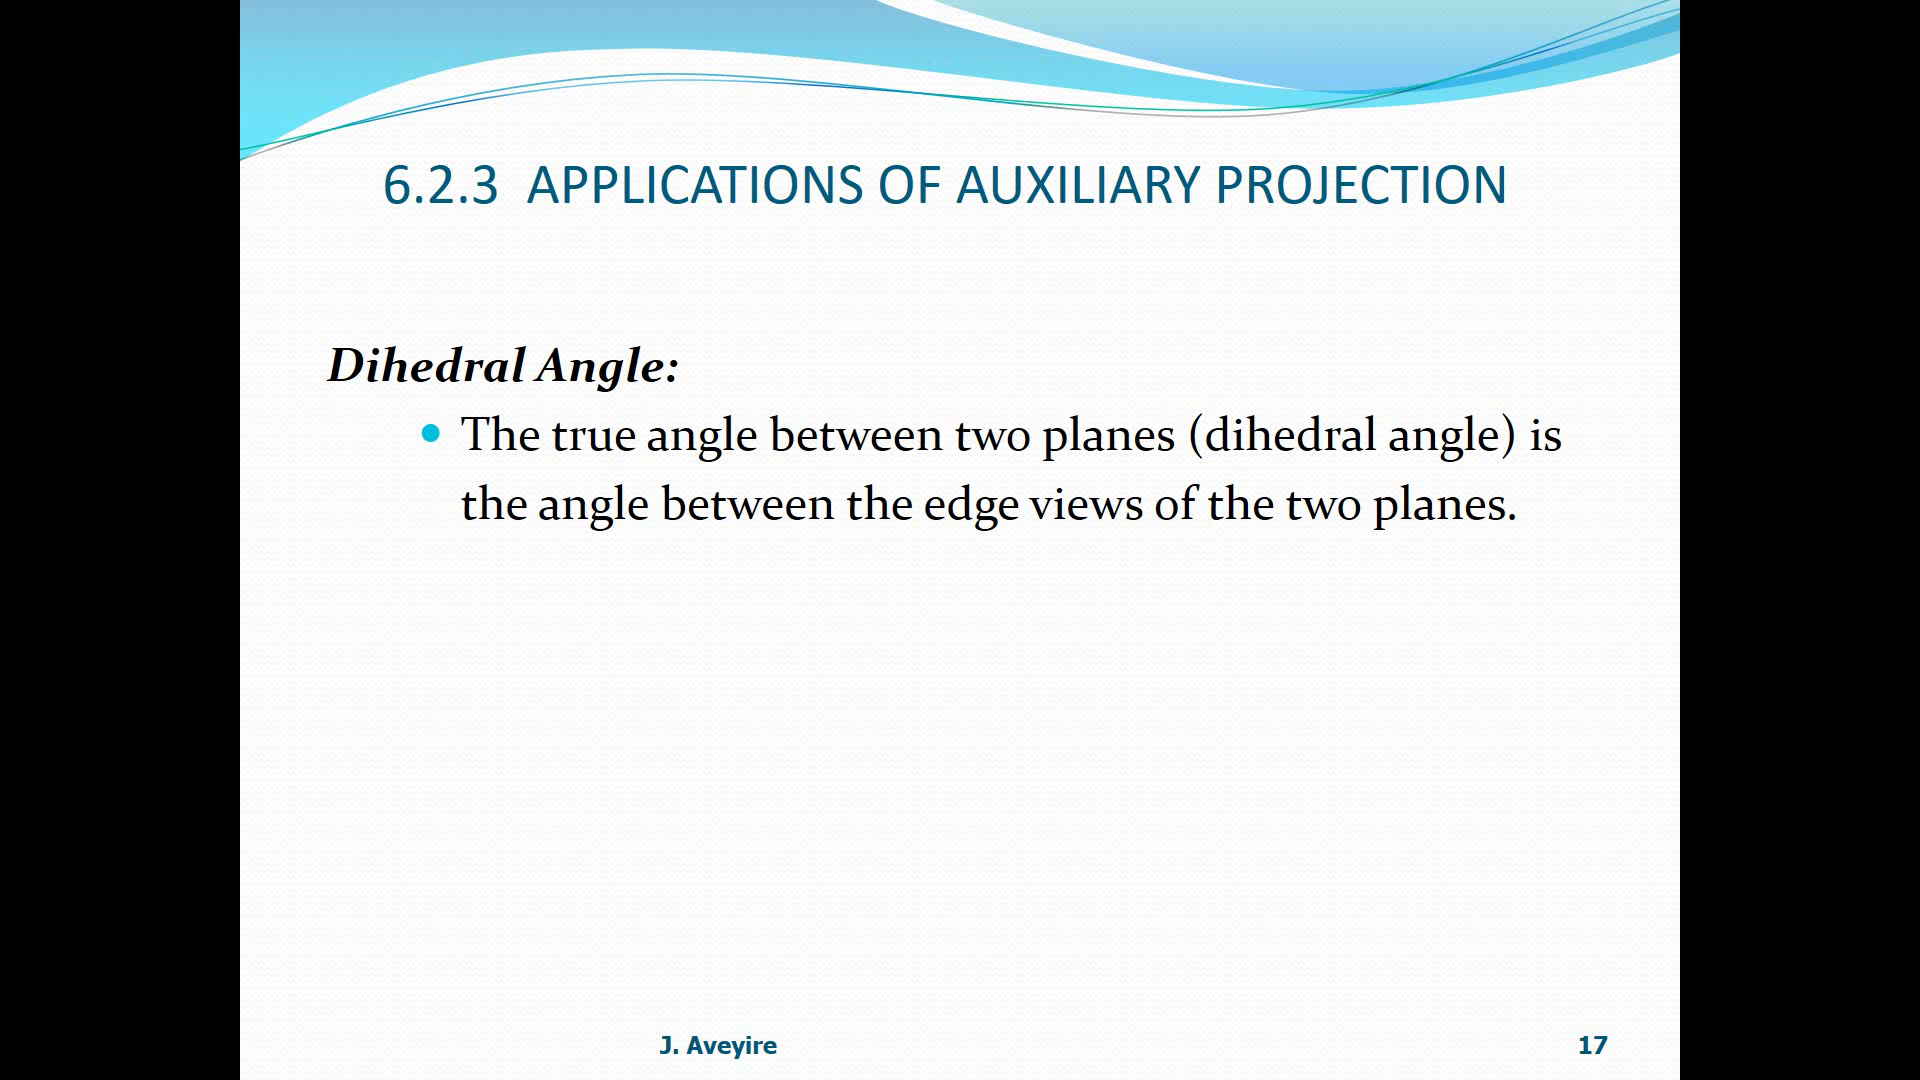 6.2.3 APPLICATIONS OF AUXILIARY PROJECTION
Dihedral Angle:
• The true angle between two planes (dihedral angle) is
the angle between the edge views of the two planes.
J. Aveyire
17